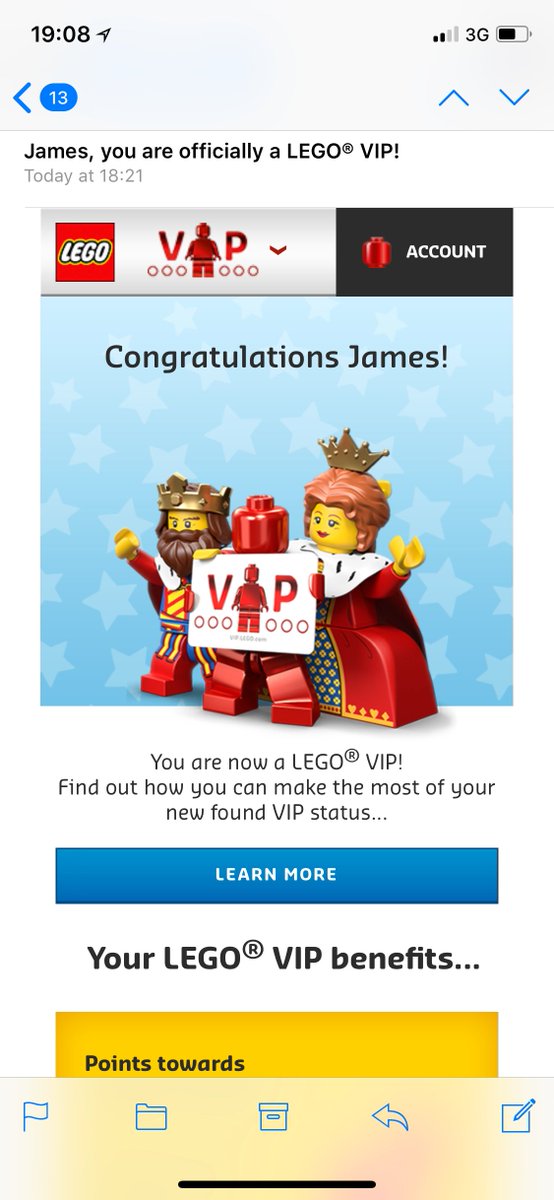 19:08
3G
13
James, you are officially a LEGO® VIP!
Today at 18:21
LEGO
VIP
ACCOUNT
Congratulations James!
VIP
VIP.LEGO.com
You are now a LEGO® VIP!
Find out how you can make the most of your
new found VIP status...
LEARN MORE
Your LEGO® VIP benefits...
Points towards